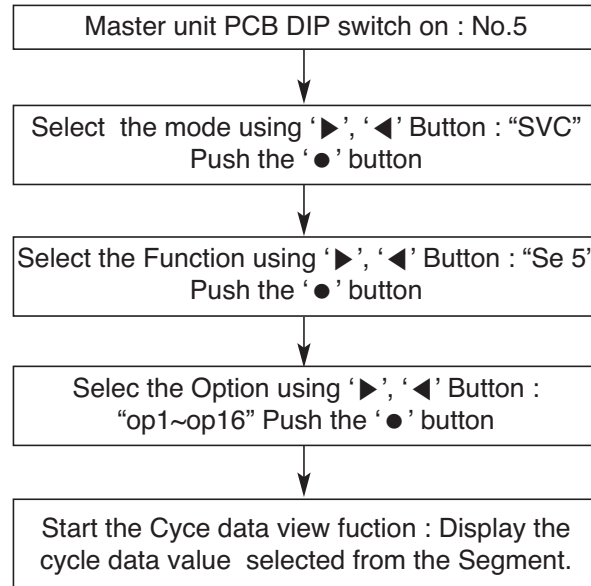 Master unit PCB DIP switch on : No.5
Select the mode using ‘▶’, ‘◀’ Button : “SVC”
Push the ‘●’ button
Select the Function using ‘▶’, ‘◀’ Button : “Se 5’
Push the ‘●’ button
Selec the Option using ‘▶’, ‘◀’ Button :
“op1~op16” Push the ‘●’ button
Start the Cyce data view fuction : Display the
cycle data value selected from the Segment.